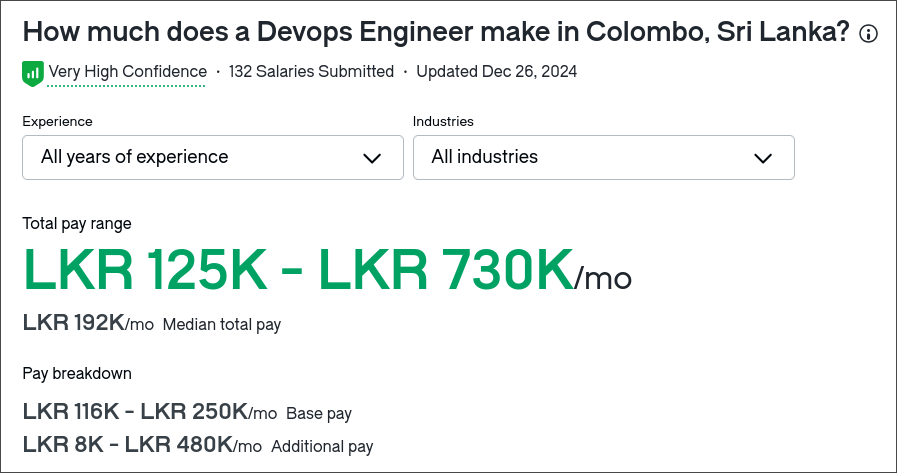 How much does a Devops Engineer make in Colombo, Sri Lanka?
Very High Confidence · 132 Salaries Submitted · Updated Dec 26, 2024
Experience
Industries
All years of experience
All industries
Total pay range
LKR 125K - LKR 730K/mo
LKR 192K/mo Median total pay
Pay breakdown
LKR 116K - LKR 250K/mo Base pay
LKR 8K - LKR 480K/mo Additional pay